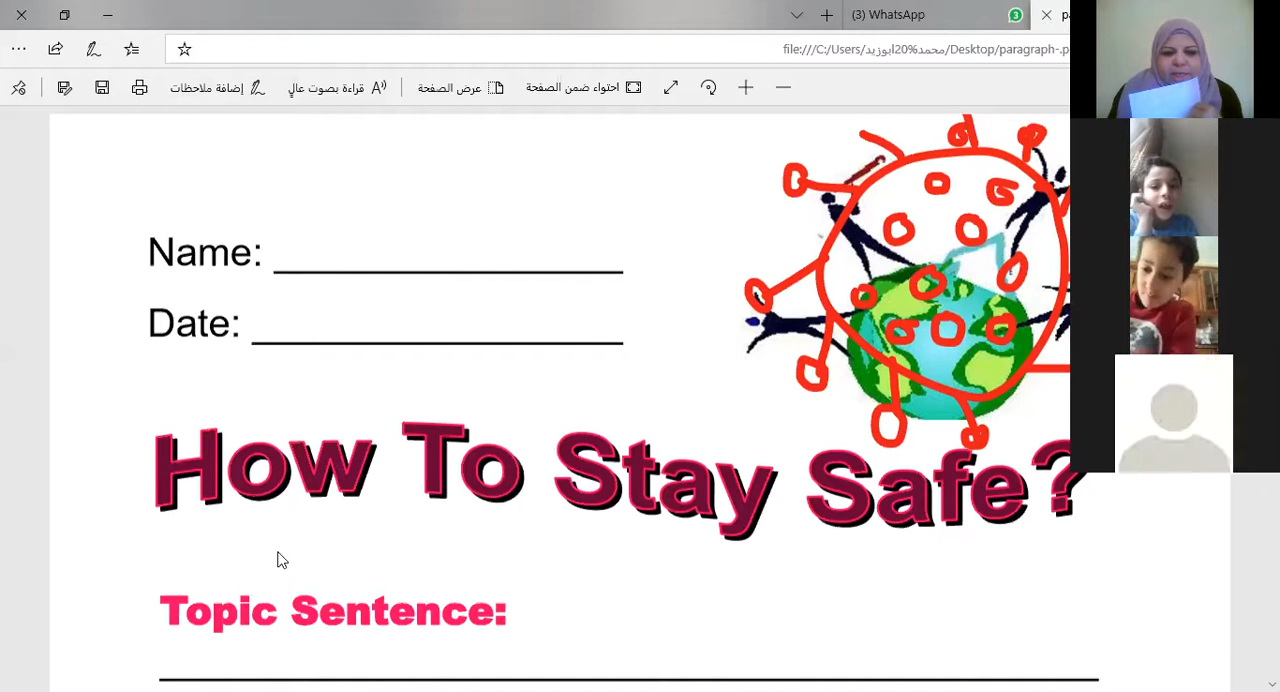 (3) WhatsApp
3
p
file:///C:/Users/محمد%20ابوزيد/Desktop/paragraph-.p
إضافة ملاحظات
قراءة بصوت عالٍ
عرض الصفحة
احتواء ضمن الصفحة
Name:
Date:
How To Stay Safe?
Topic Sentence: